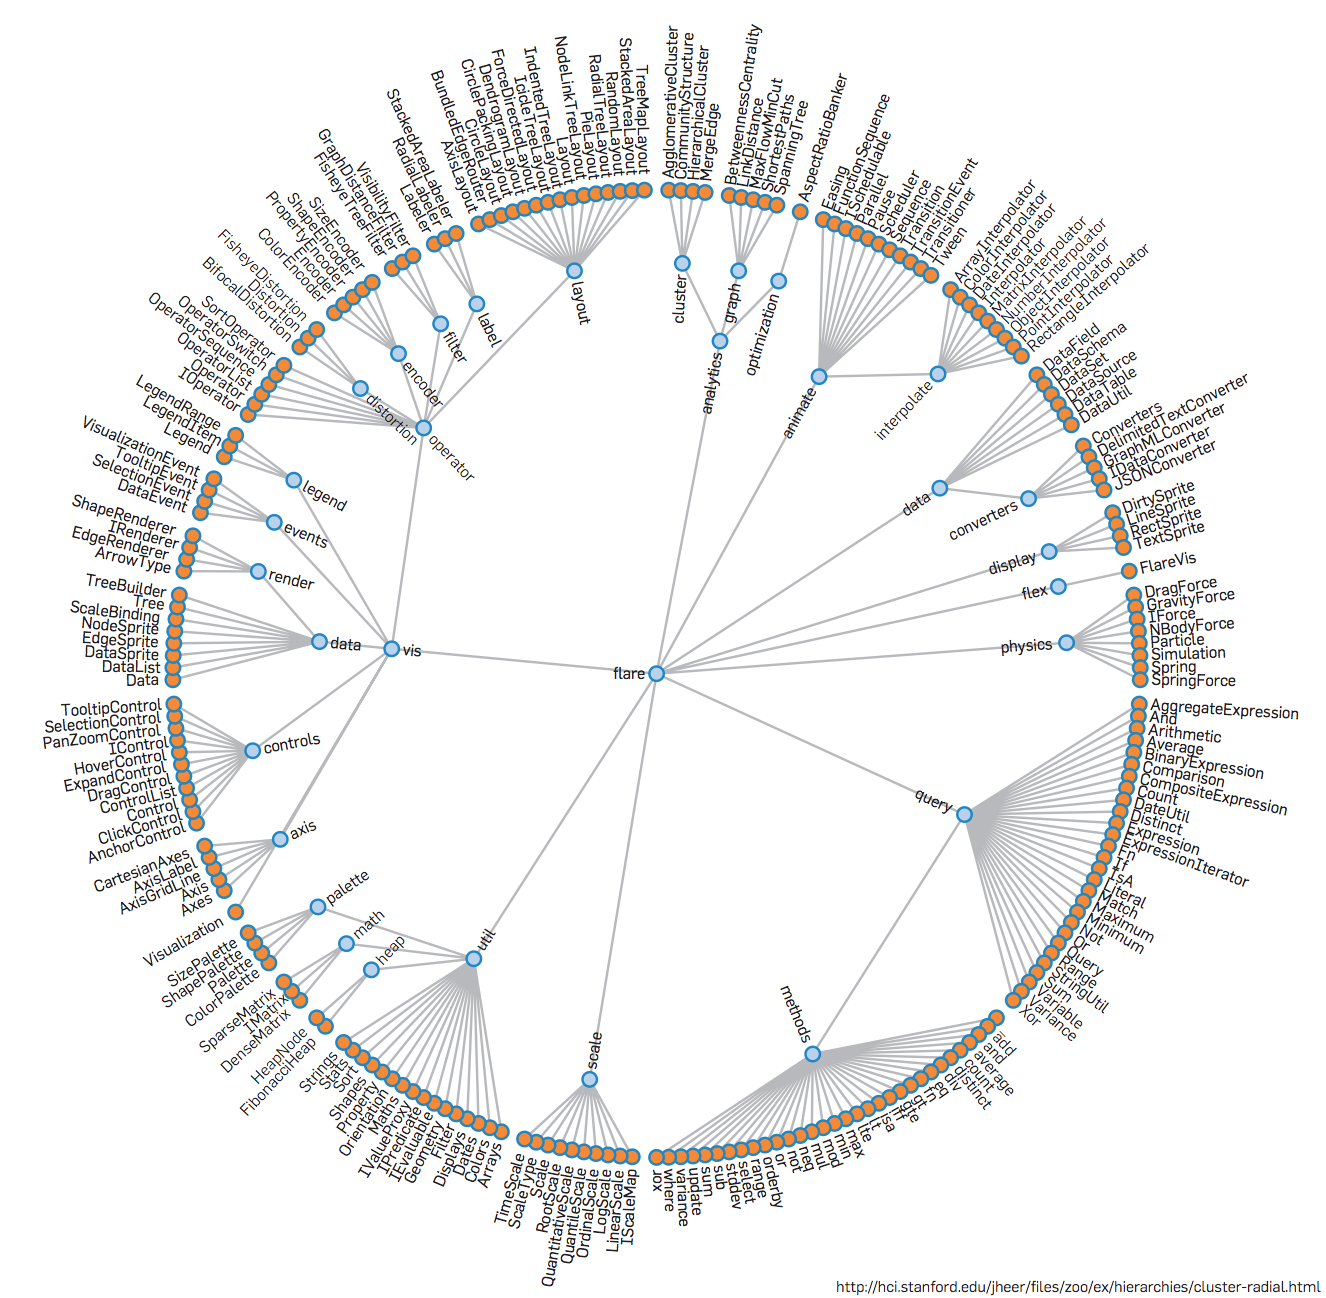 AgglomerativeCluster
CommunityStructure
HierarchicalCluster
MergeEdge
cluster
BetweennessCentrality
LinkDistance
MaxFlowMinCut
ShortestPaths
SpanningTree
graph
AspectRatioBanker
optimization
analytics
Easing
FunctionSequence
ISchedulable
Parallel
Pause
Scheduler
Sequence
Transition
TransitionEvent
Transitioner
Tween
animate
ArrayInterpolator
ColorInterpolator
DateInterpolator
Interpolator
MatrixInterpolator
NumberInterpolator
ObjectInterpolator
PointInterpolator
RectangleInterpolator
interpolate
DataField
DataSchema
DataSet
DataSource
DataTable
DataUtil
data
Converters
DelimitedTextConverter
GraphMLConverter
IDataConverter
JSONConverter
converters
DirtySprite
LineSprite
RectSprite
TextSprite
display
FlareVis
flex
DragForce
GravityForce
IForce
NBodyForce
Particle
Simulation
Spring
SpringForce
physics
flare
AggregateExpression
And
Arithmetic
Average
BinaryExpression
Comparison
CompositeExpression
Count
DateUtil
Distinct
Expression
ExpressionIterator
Fn
If
IsA
Literal
Match
Maximum
Minimum
Not
Or
Query
Range
StringUtil
Sum
Variable
Variance
Xor
query
methods
add
and
average
count
distinct
div
eq
fn
gt
gte
iff
isa
lt
lte
max
min
mod
mul
neq
not
or
orderby
range
select
stddev
sub
sum
update
variance
where
xor
scale
IScaleMap
LinearScale
LogScale
OrdinalScale
QuantileScale
QuantitativeScale
RootScale
Scale
ScaleType
TimeScale
util
Arrays
Colors
Dates
Displays
Filter
Geometry
IEvaluable
IPredicate
IValueProxy
Maths
Orientation
Property
Shapes
Sort
Stats
Strings
heap
FibonacciHeap
HeapNode
math
DenseMatrix
IMatrix
SparseMatrix
palette
ColorPalette
Palette
ShapePalette
SizePalette
Visualization
vis
axis
Axes
Axis
AxisGridLine
AxisLabel
CartesianAxes
controls
AnchorControl
ClickControl
Control
ControlList
DragControl
ExpandControl
HoverControl
IControl
PanZoomControl
SelectionControl
TooltipControl
data
Data
DataList
DataSprite
EdgeSprite
NodeSprite
ScaleBinding
Tree
TreeBuilder
render
ArrowType
EdgeRenderer
IRenderer
ShapeRenderer
events
DataEvent
SelectionEvent
TooltipEvent
VisualizationEvent
legend
Legend
LegendItem
LegendRange
operator
IOperator
Operator
OperatorList
OperatorSequence
OperatorSwitch
SortOperator
distortion
BifocalDistortion
Distortion
FisheyeDistortion
encoder
ColorEncoder
Encoder
PropertyEncoder
ShapeEncoder
SizeEncoder
filter
FisheyeTreeFilter
GraphDistanceFilter
VisibilityFilter
label
Labeler
RadialLabeler
StackedAreaLabeler
layout
AxisLayout
BundledEdgeRouter
CircleLayout
CirclePackingLayout
DendrogramLayout
ForceDirectedLayout
IcicleTreeLayout
IndentedTreeLayout
Layout
NodeLinkTreeLayout
PieLayout
RadialTreeLayout
RandomLayout
StackedAreaLayout
TreeMapLayout
http://hci.stanford.edu/jheer/files/zoo/ex/hierarchies/cluster-radial.html